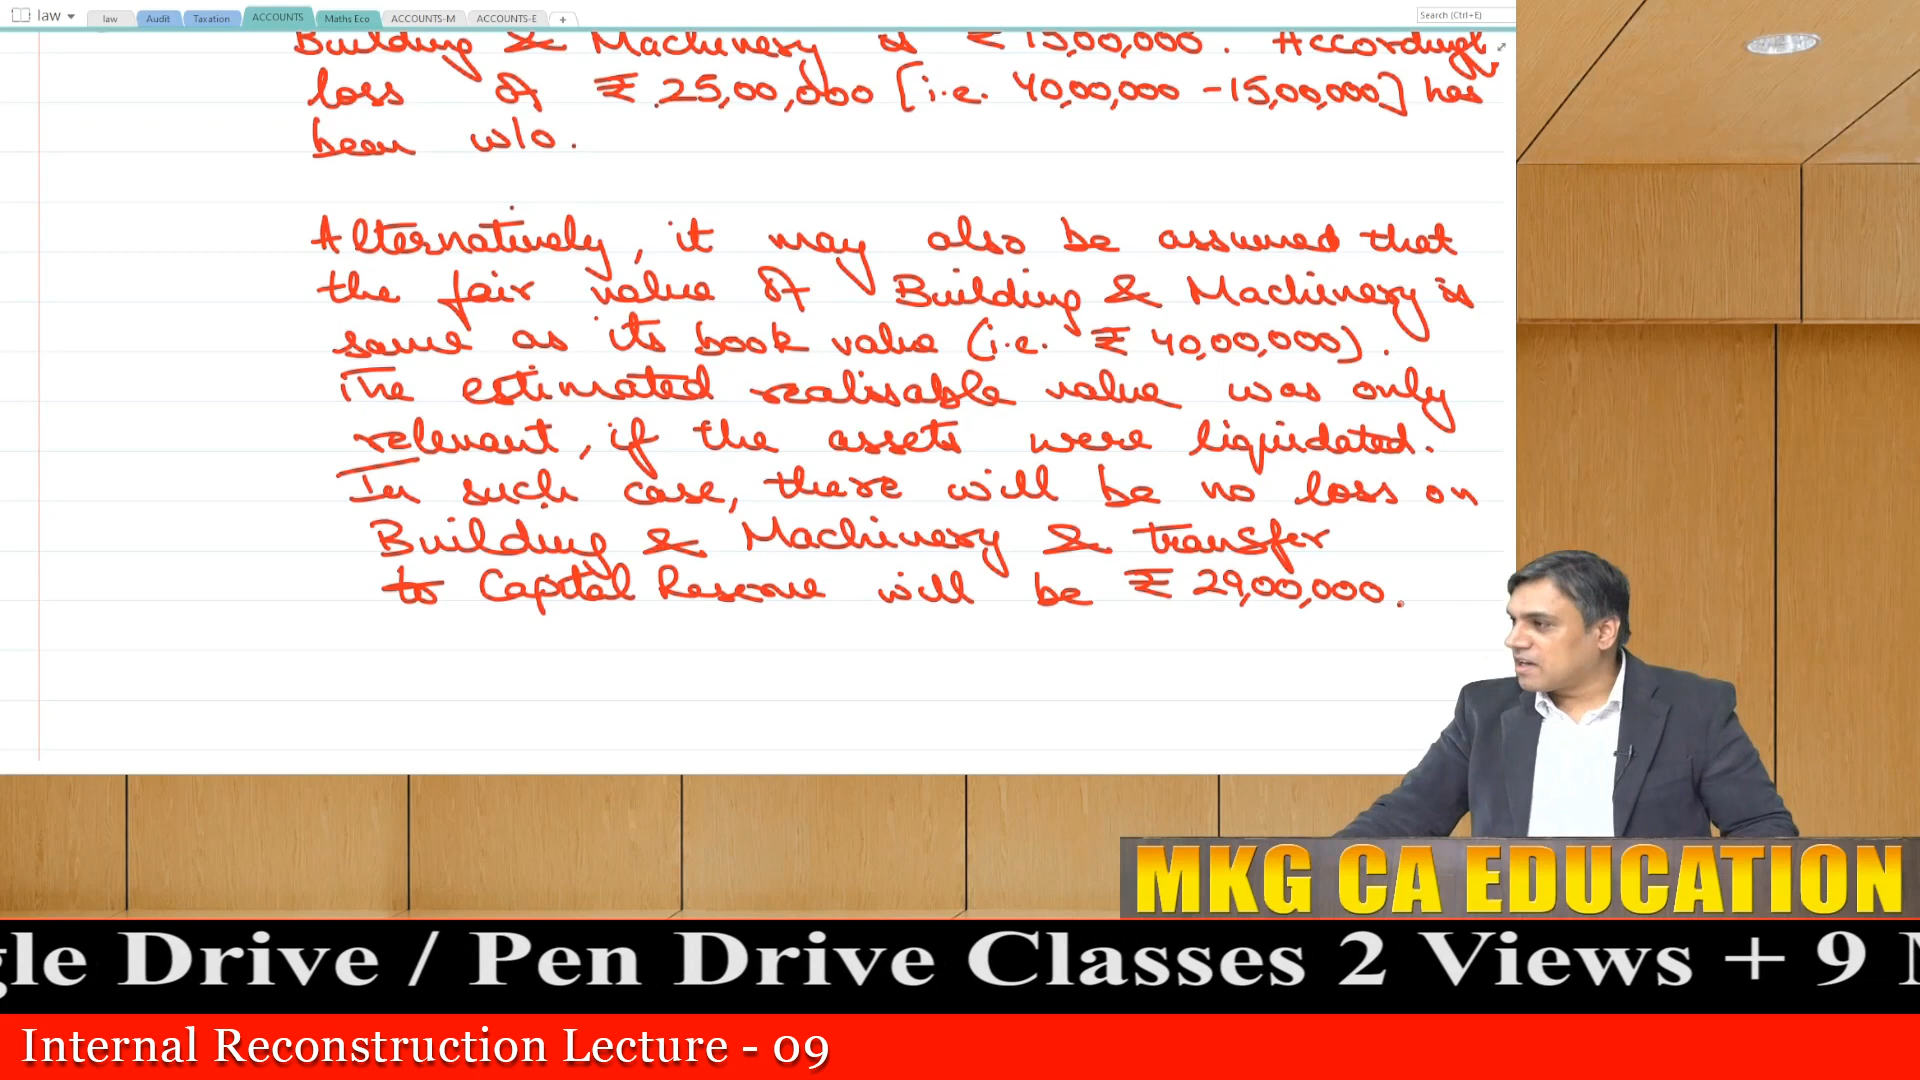 law
law Audit Taxation ACCOUNTS Maths Eco ACCOUNTS-M ACCOUNTS-E +
Search (Ctrl+E)
Building & Machinery is ₹ 15,00,000. Accordingly
loss of ₹ 25,00,000 [i.e. 40,00,000 - 15,00,000] has
been w/o.
Alternatively, it may also be assumed that
the fair value of Building & Machinery is
same as its book value (i.e. ₹ 40,00,000).
The estimated realisable value was only
relevant, if the assets were liquidated.
In such case, there will be no loss on
Building & Machinery & transfer
to Capital Reserve will be ₹ 29,00,000.
MKG CA EDUCATION
gle Drive / Pen Drive Classes 2 Views + 9
Internal Reconstruction Lecture - 09